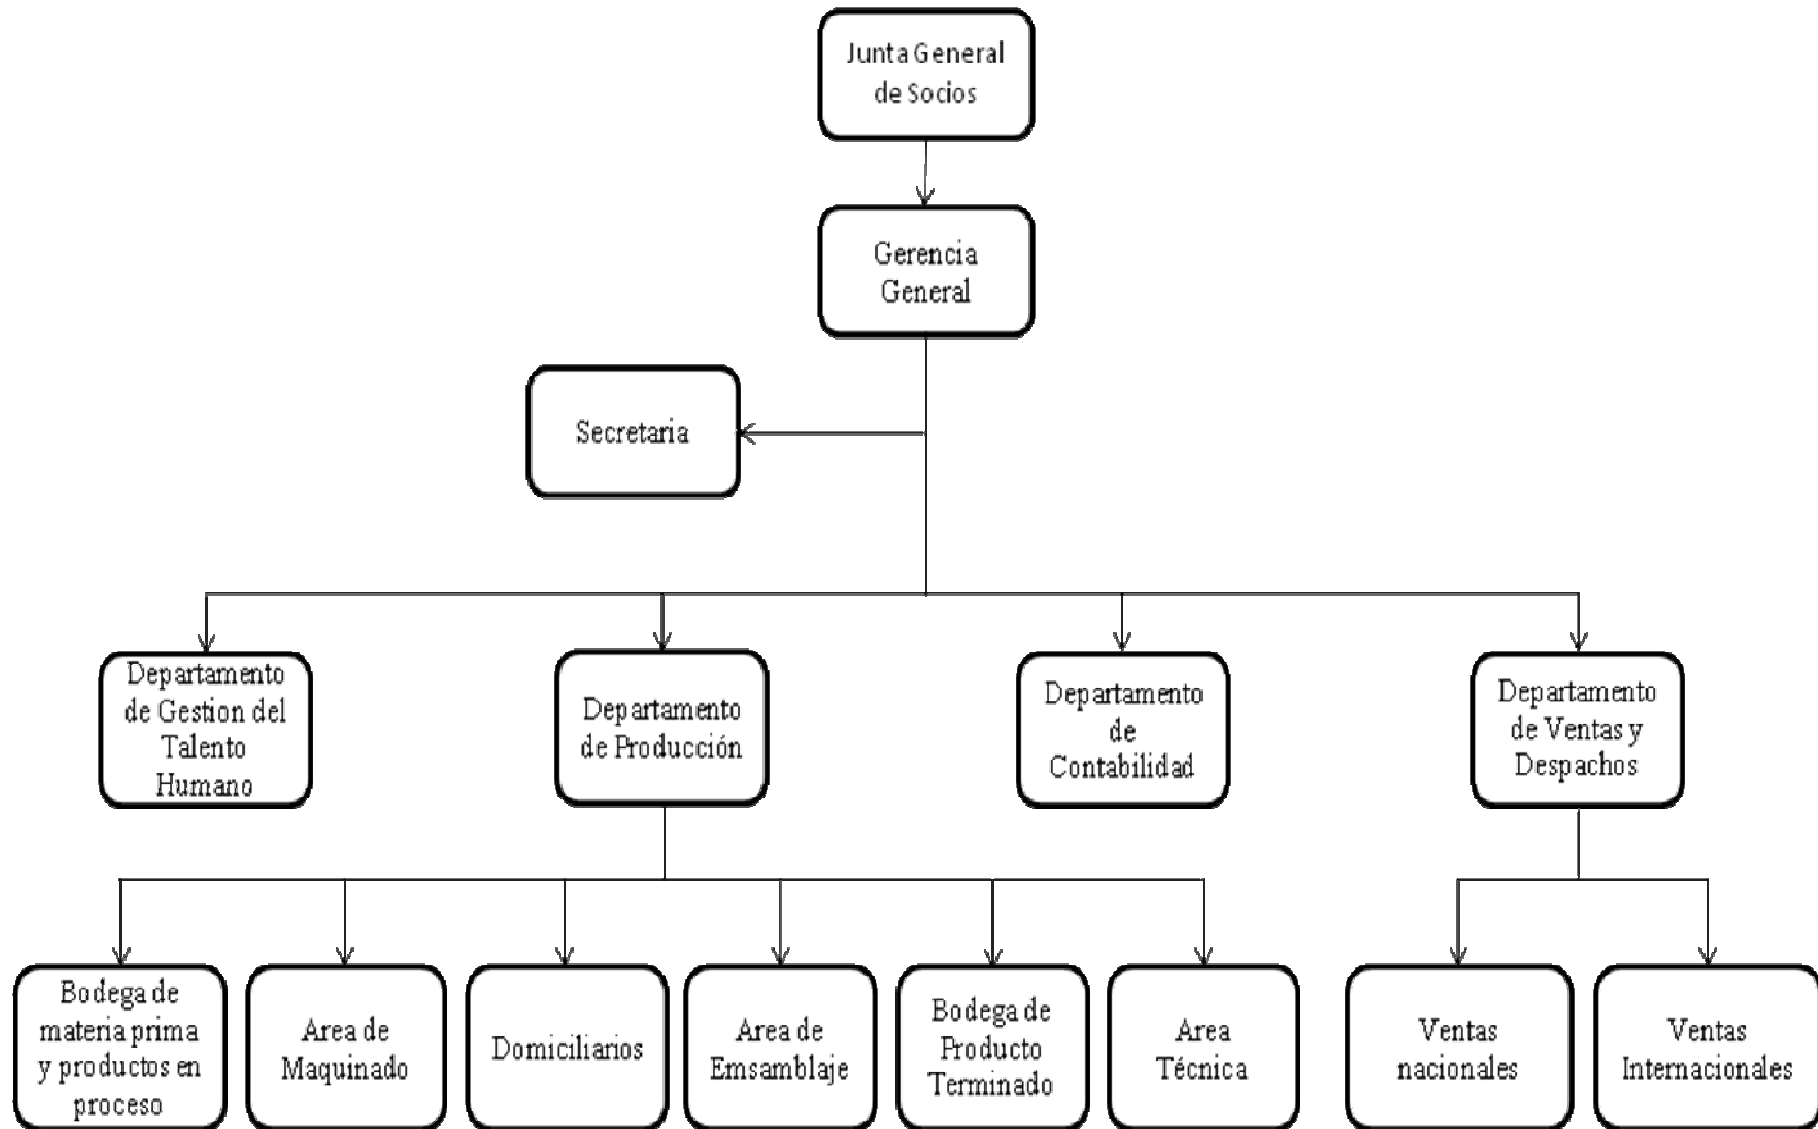 Junta General
de Socios
Gerencia
General
Secretaria
Departamento
de Gestion del
Talento
Humano
Departamento
de Producción
Departamento
de
Contabilidad
Departamento
de Ventas y
Despachos
Bodega de
materia prima
y productos en
proceso
Area de
Maquinado
Domiciliarios
Area de
Emsamblaje
Bodega de
Producto
Terminado
Area
Técnica
Ventas
nacionales
Ventas
Internacionales